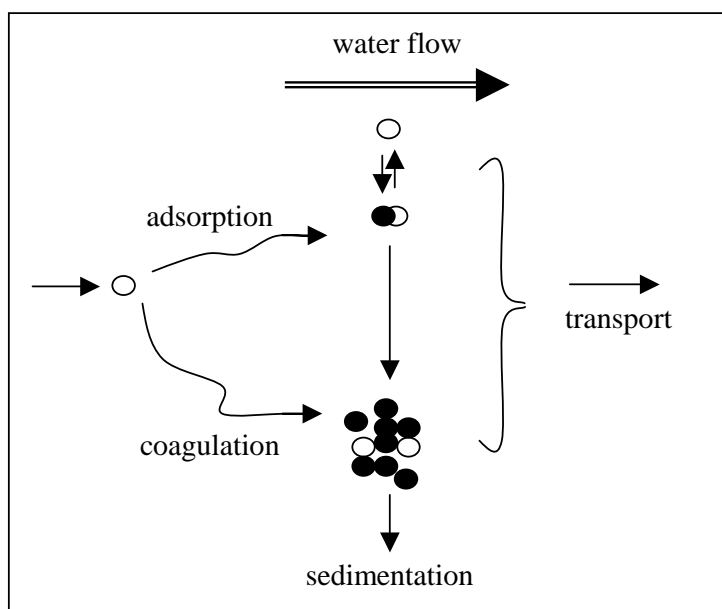 water flow
adsorption
transport
coagulation
sedimentation